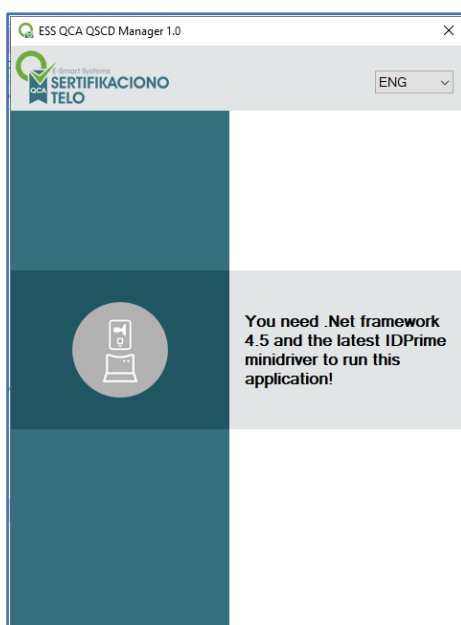 ESS QCA QSCD Manager 1.0
E-Smart Systems
SERTIFIKACIONO
QCA
TELO
ENG
You need .Net framework
4.5 and the latest IDPrime
minidriver to run this
application!